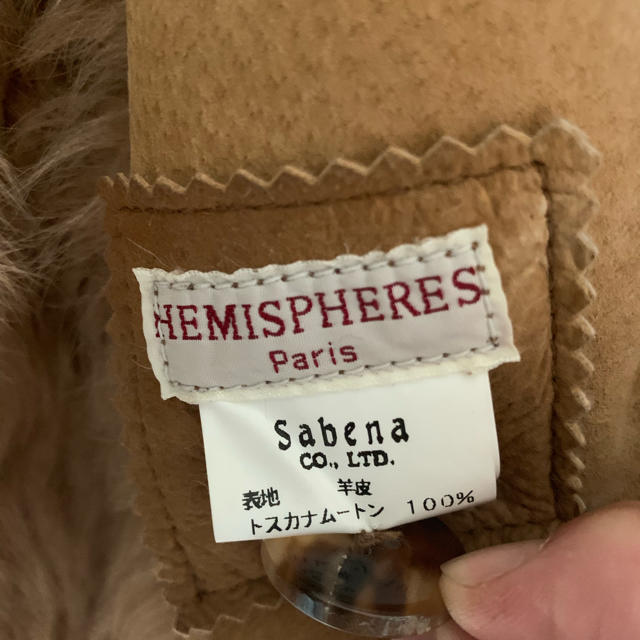 HEMISPHERES
Paris
Sabena
CO., LTD.
表地 羊皮
トスカナムートン 100%